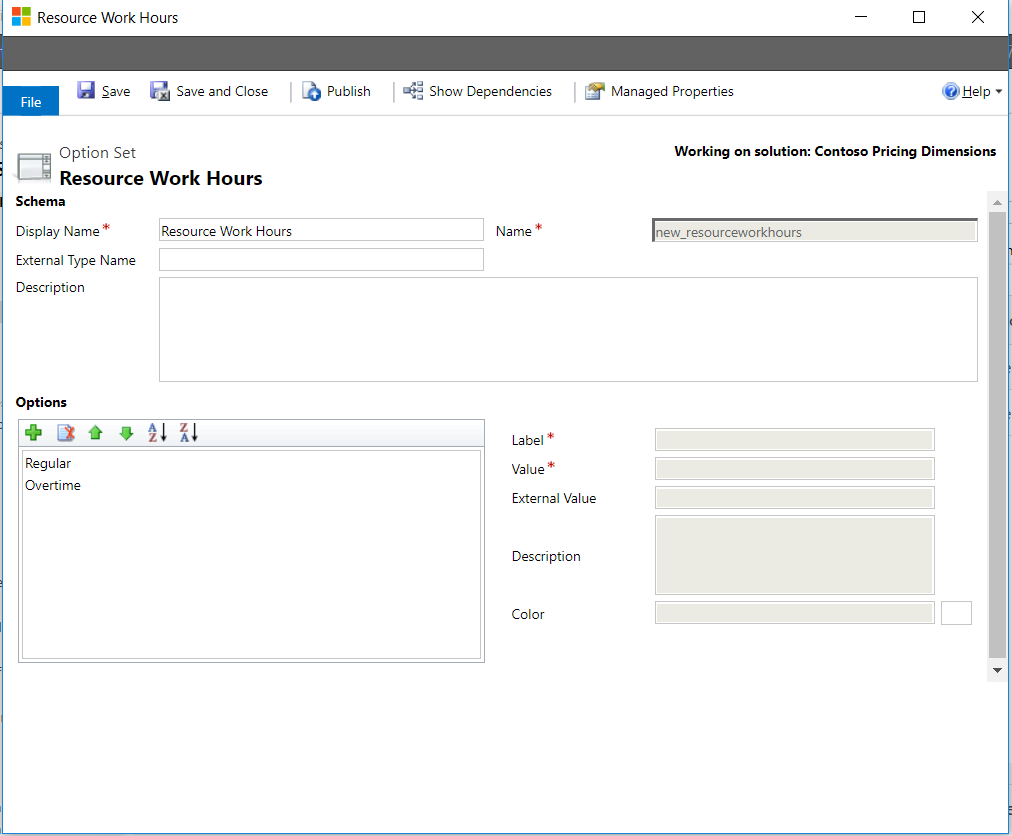 Resource Work Hours
File
Save
Save and Close
Publish
Show Dependencies
Managed Properties
Help
Option Set
Resource Work Hours
Working on solution: Contoso Pricing Dimensions
Schema
Display Name*
Resource Work Hours
Name*
new_resourceworkhours
External Type Name
Description
Options
A
Z
Z
A
Regular
Overtime
Label*
Value*
External Value
Description
Color